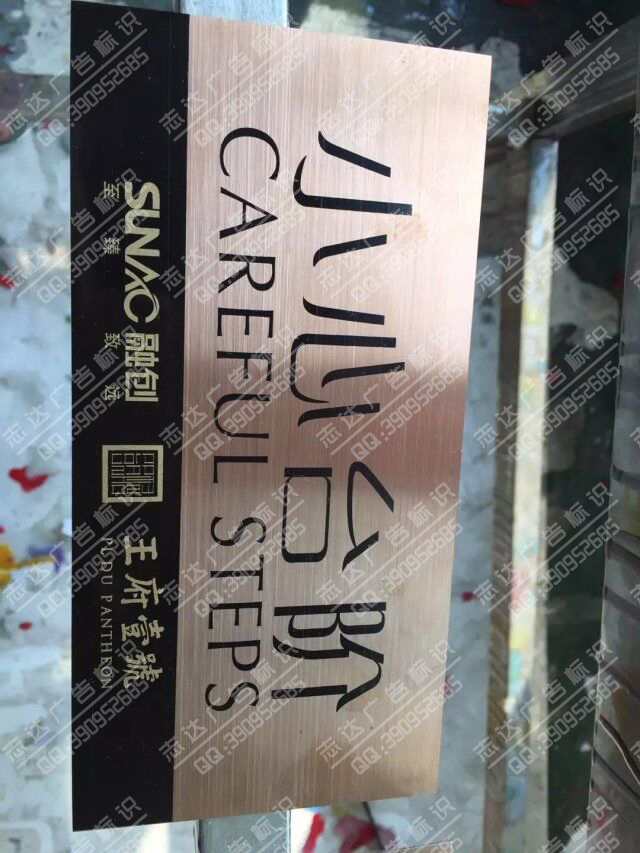 小心台阶
CAREFUL STEPS
SUNAC 融创
至臻 致远
王府壹號
PUDU PANTHEON
志达广告标识
QQ:390952685